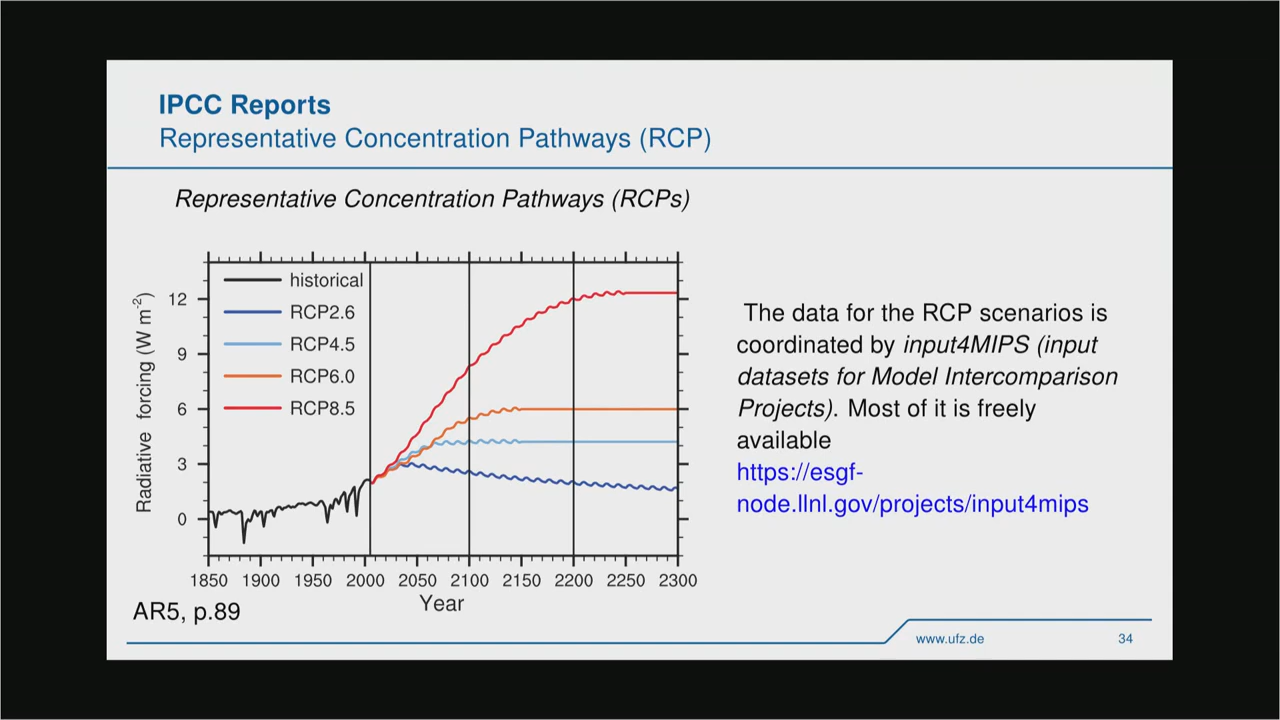 IPCC Reports
Representative Concentration Pathways (RCP)
Representative Concentration Pathways (RCPs)
Radiative forcing (W m-2)
12
9
6
3
0
historical
RCP2.6
RCP4.5
RCP6.0
RCP8.5
1850 1900 1950 2000 2050 2100 2150 2200 2250 2300
Year
AR5, p.89
The data for the RCP scenarios is
coordinated by input4MIPS (input
datasets for Model Intercomparison
Projects). Most of it is freely
available
https://esgf-
node.llnl.gov/projects/input4mips
www.ufz.de
34